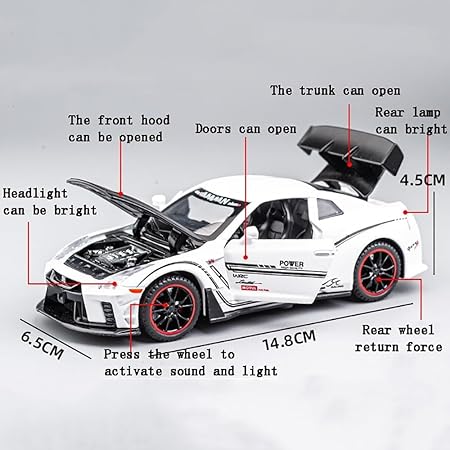 The trunk can open
The front hood
can be opened
Rear lamp
can bright
Doors can open
4.5CM
Headlight
can be bright
POWER
WRC
6.5CM
14.8CM
Press the wheel to
activate sound and light
Rear wheel
return force